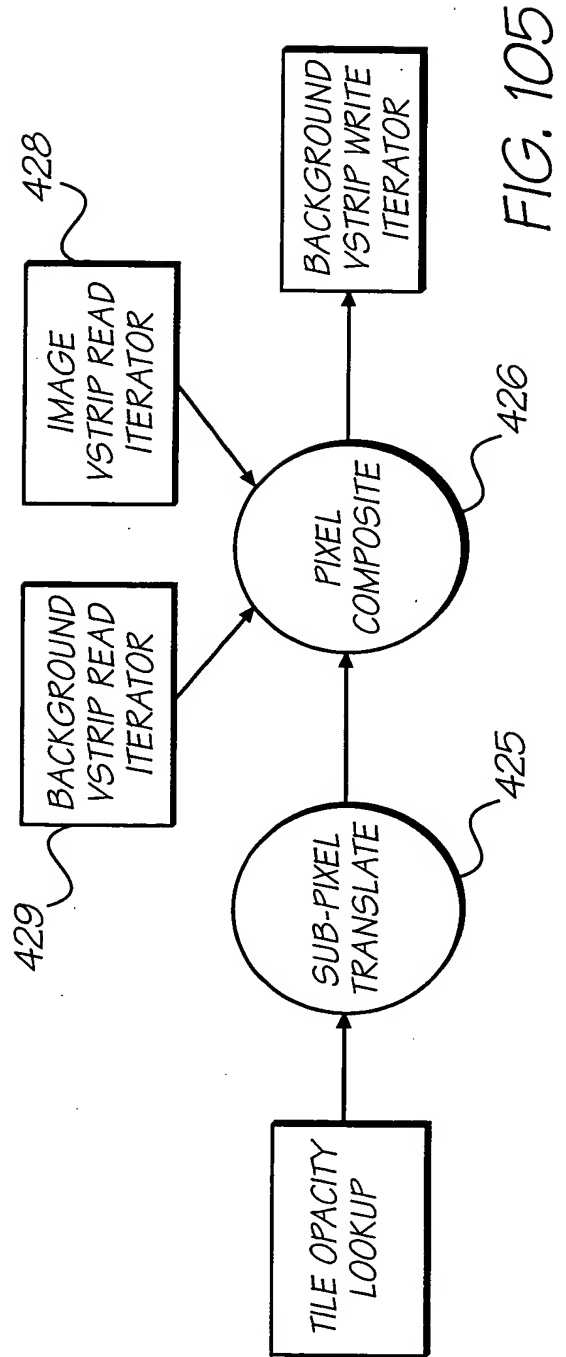 429
BACKGROUND
VSTRIP READ
ITERATOR
428
IMAGE
VSTRIP READ
ITERATOR
TILE OPACITY
LOOKUP
SUB-PIXEL
TRANSLATE
425
PIXEL
COMPOSITE
426
BACKGROUND
VSTRIP WRITE
ITERATOR
FIG. 105